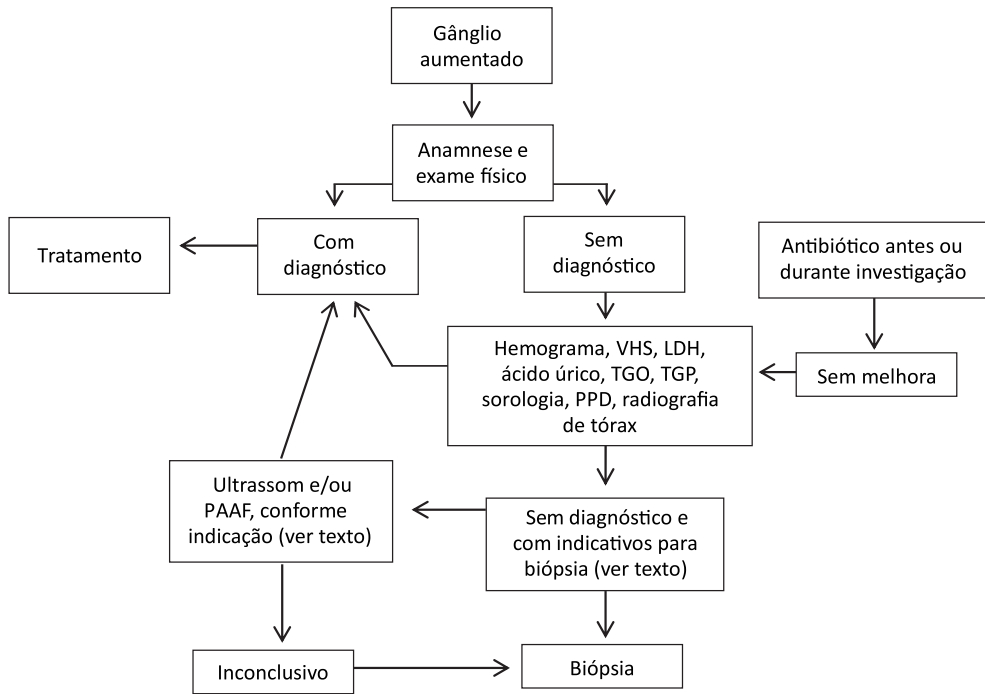 Gânglio
aumentado
Anamnese e
exame físico
Tratamento
Com
diagnóstico
Sem
diagnóstico
Antibiótico antes ou
durante investigação
Hemograma, VHS, LDH,
ácido úrico, TGO, TGP,
sorologia, PPD, radiografia
de tórax
Sem melhora
Ultrassom e/ou
PAAF, conforme
indicação (ver texto)
Sem diagnóstico e
com indicativos para
biópsia (ver texto)
Inconclusivo
Biópsia